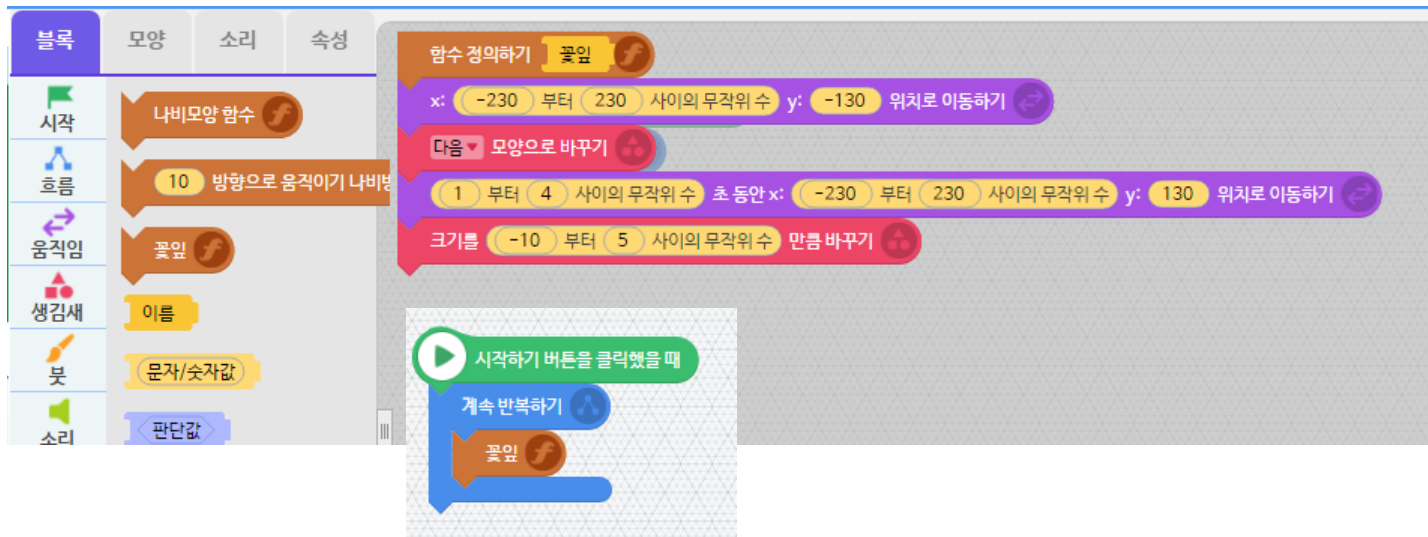 블록 모양 소리 속성
시작
흐름
움직임
생김새
붓
소리
나비모양 함수
10 방향으로 움직이기 나비방
꽃잎
이름
문자/숫자값
판단값
함수 정의하기 꽃잎
x: -230 부터 230 사이의 무작위 수 y: -130 위치로 이동하기
다음 모양으로 바꾸기
1 부터 4 사이의 무작위 수 초 동안 x: -230 부터 230 사이의 무작위 수 y: 130 위치로 이동하기
크기를 -10 부터 5 사이의 무작위 수 만큼 바꾸기
시작하기 버튼을 클릭했을 때
계속 반복하기
꽃잎